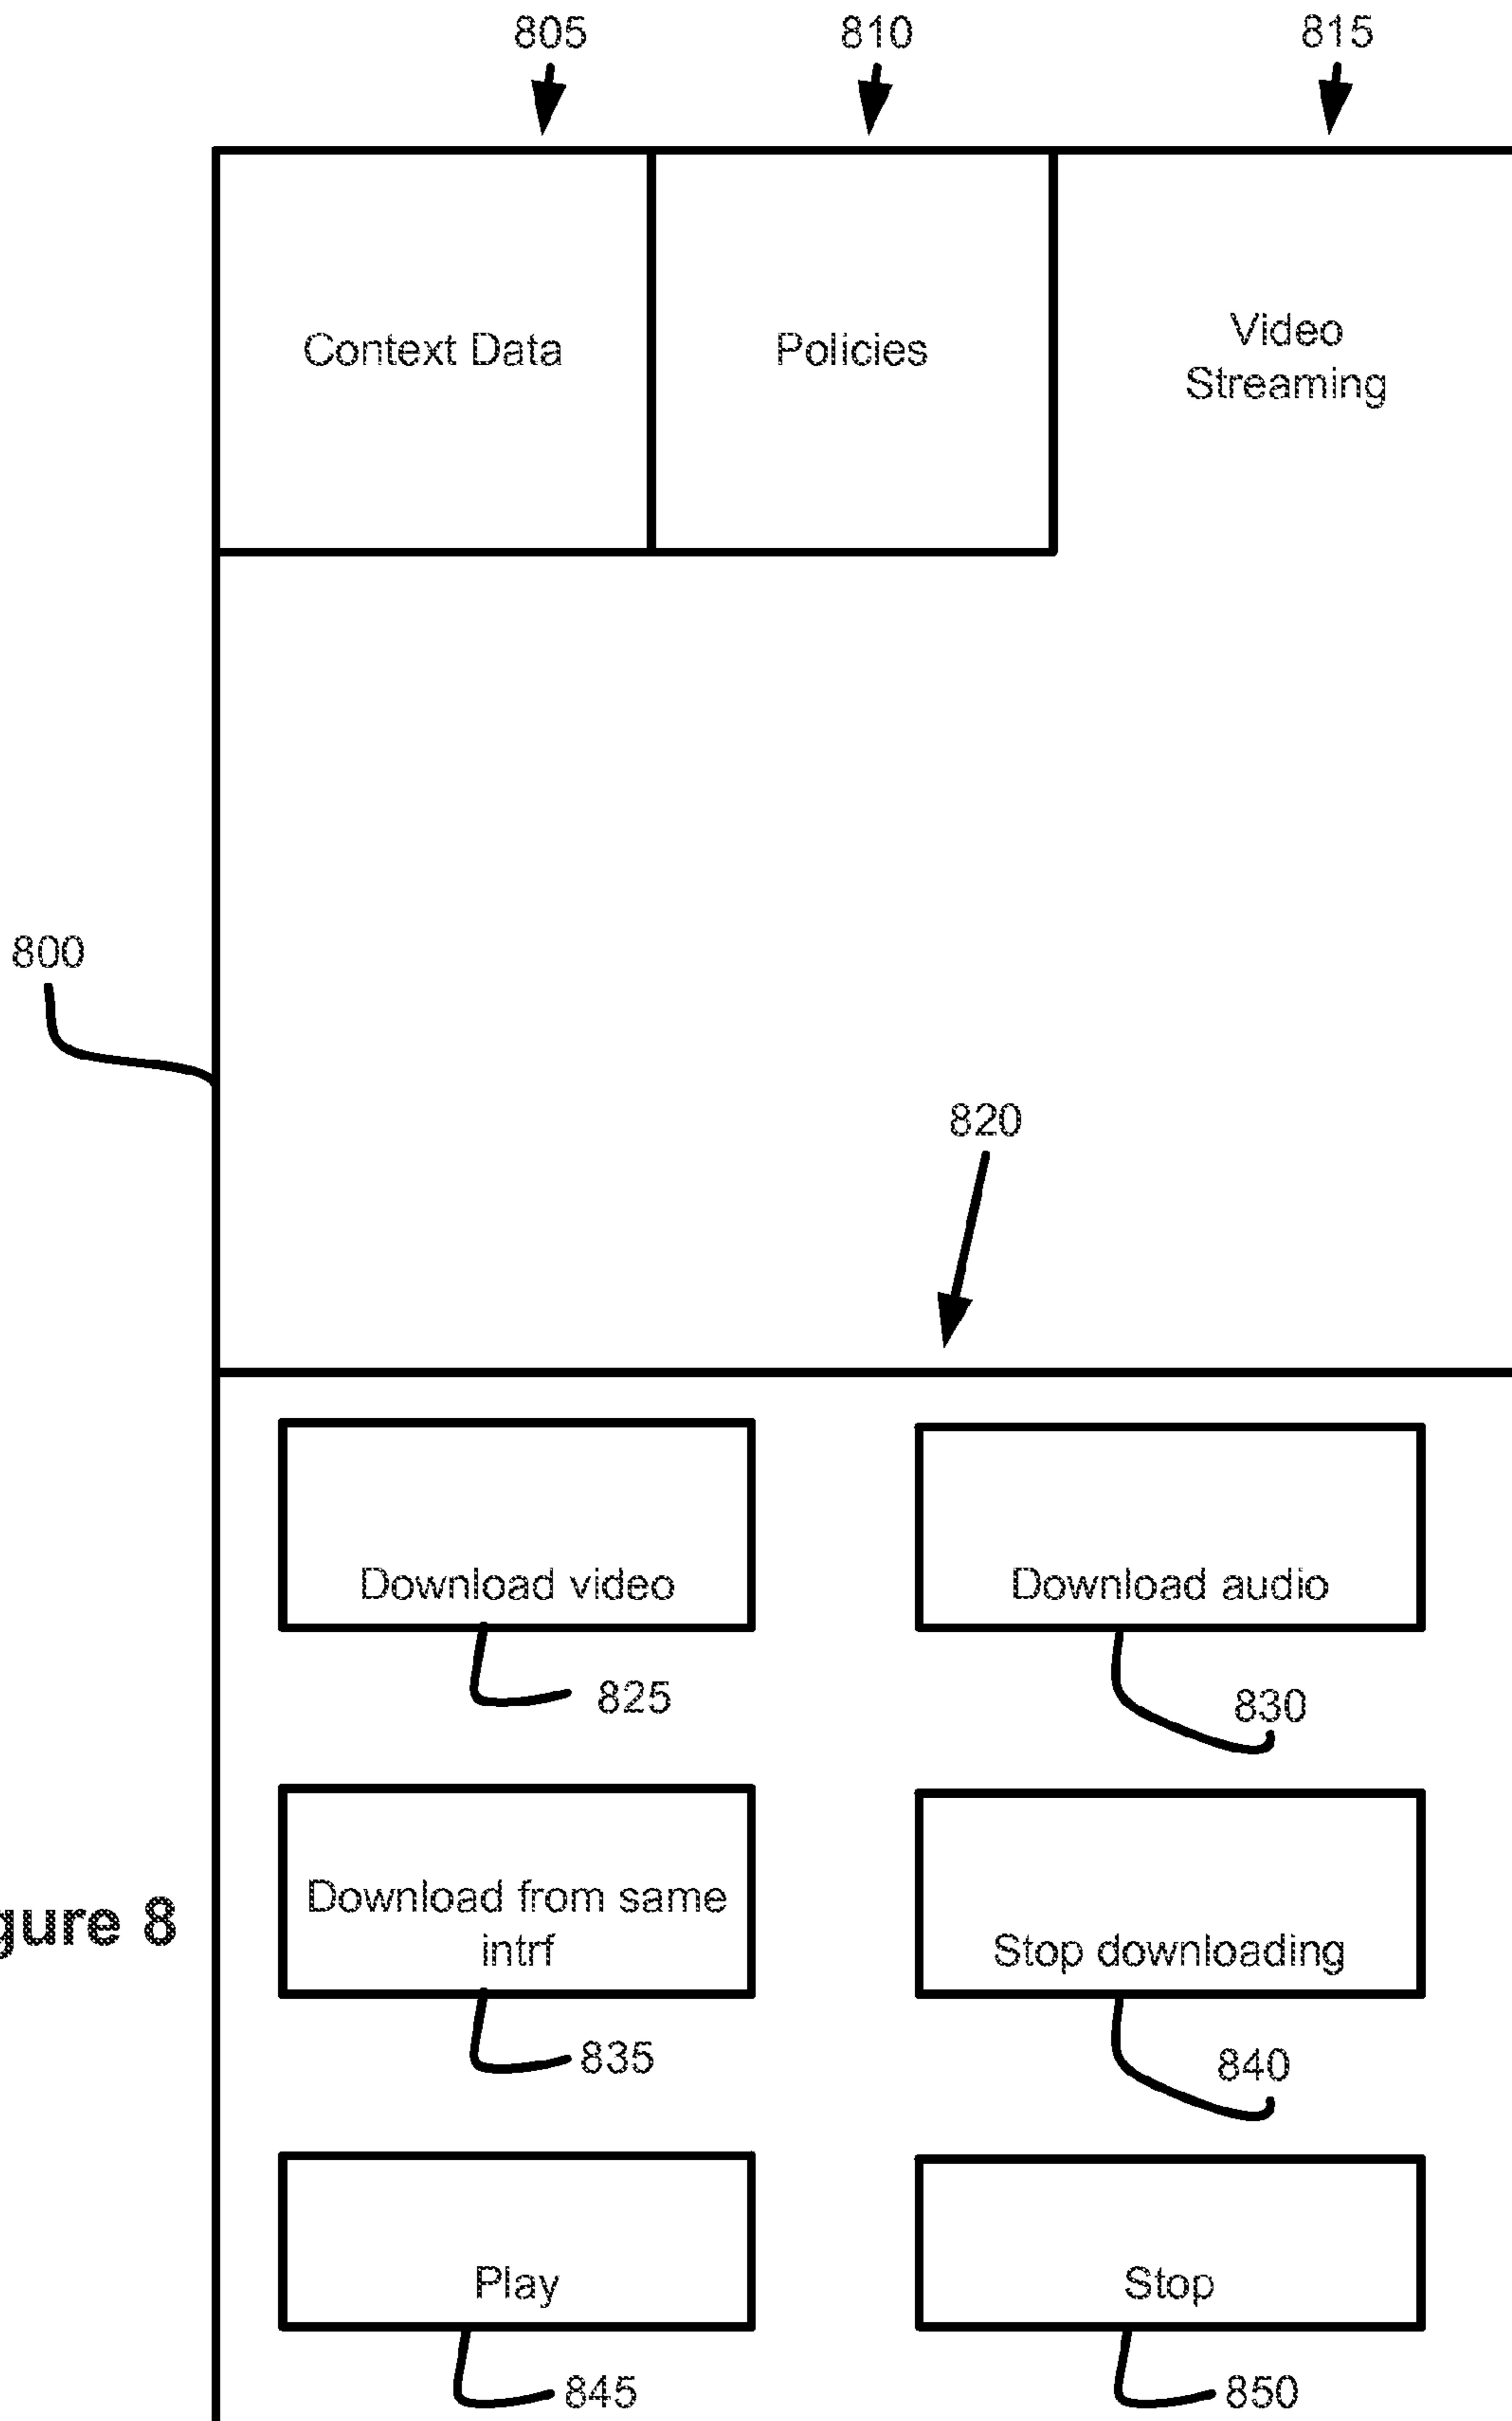 805 810 815
Context Data Policies Video
Streaming
800
820
Download video Download audio
825 830
Download from same
intrf Stop downloading
gure 8
835 840
Play Stop
845 850